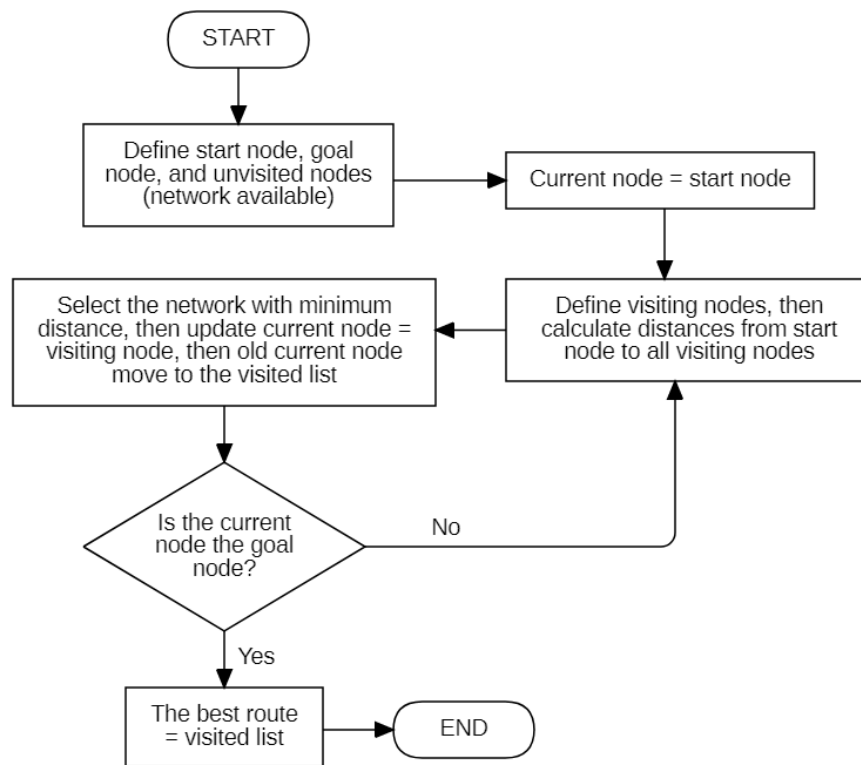 START
Define start node, goal
node, and unvisited nodes
(network available)
Current node = start node
Define visiting nodes, then
calculate distances from start
node to all visiting nodes
Select the network with minimum
distance, then update current node =
visiting node, then old current node
move to the visited list
Is the current
node the goal
node?
No
Yes
The best route
= visited list
END